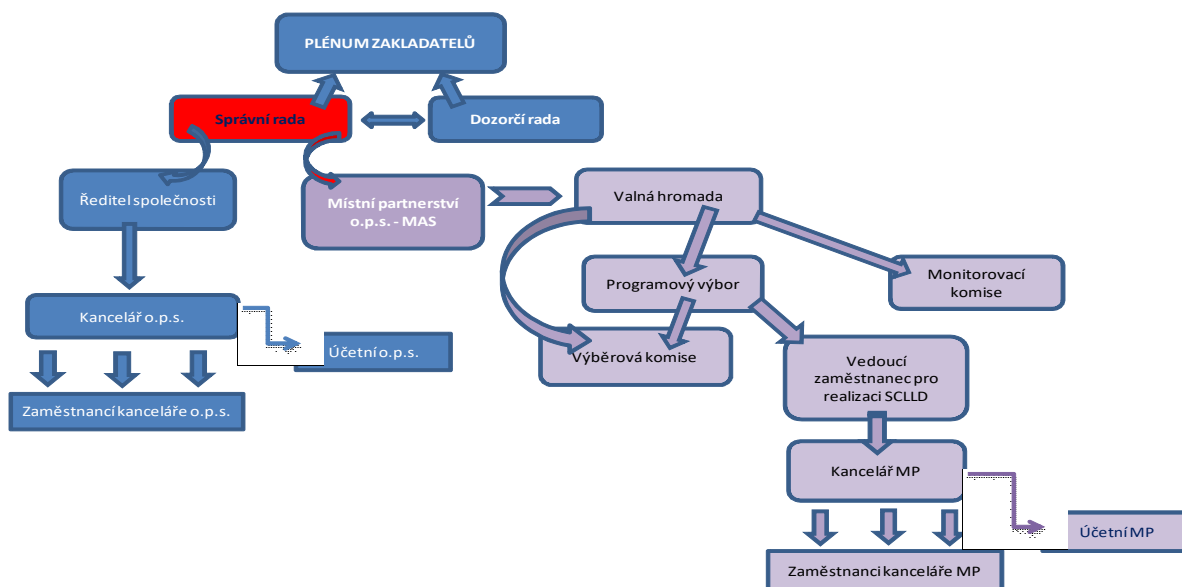 PLÉNUM ZAKLADATELŮ
Správní rada
Dozorčí rada
Ředitel společnosti
Místní partnerství
o.p.s. - MAS
Valná hromada
Programový výbor
Monitorovací
komise
Kancelář o.p.s.
Účetní o.p.s.
Výběrová komise
Vedoucí
zaměstnanec pro
realizaci SCLLD
Zaměstnancí kanceláře o.p.s.
Kancelář MP
Účetní MP
Zaměstnanci kanceláře MP